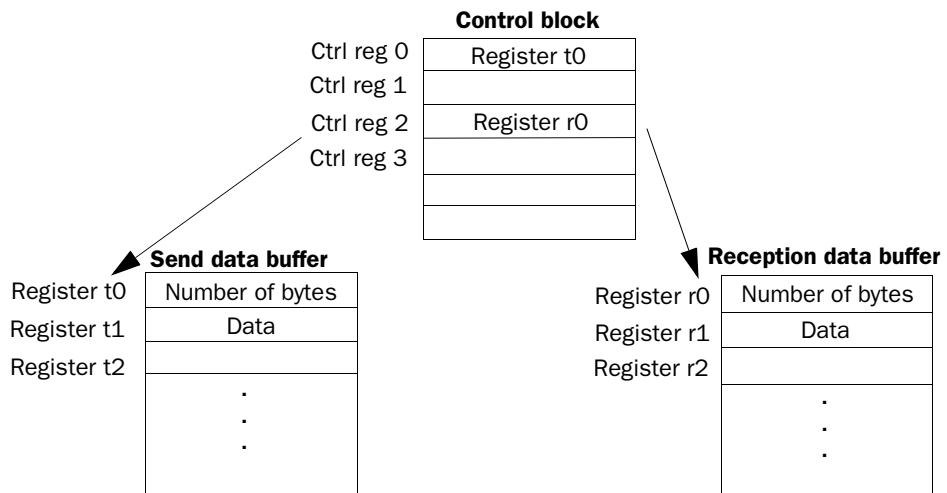 Control block
Ctrl reg 0 Register t0
Ctrl reg 1
Ctrl reg 2 Register r0
Ctrl reg 3
Send data buffer
Register t0 Number of bytes
Register t1 Data
Register t2
.
.
.
Reception data buffer
Register r0 Number of bytes
Register r1 Data
Register r2
.
.
.